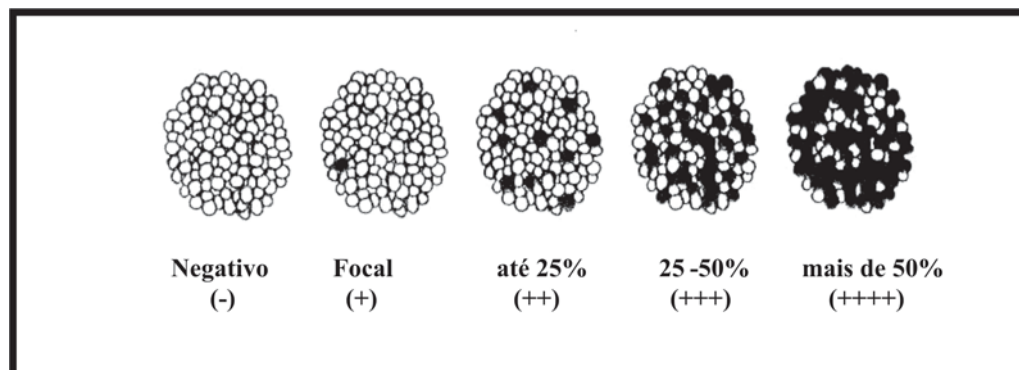 Negativo Focal até 25% 25 -50% mais de 50%
(-) (+) (++) (+++) (++++)